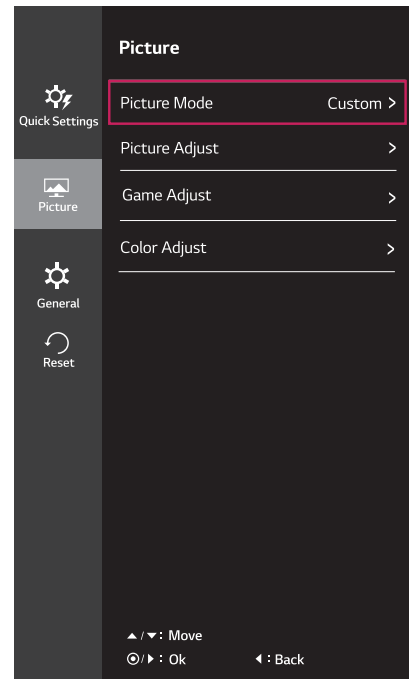 Picture
Quick Settings
Picture
General
Reset
Picture Mode Custom >
Picture Adjust >
Game Adjust >
Color Adjust >
▲/▼: Move
◉/▶ : Ok ◀ : Back